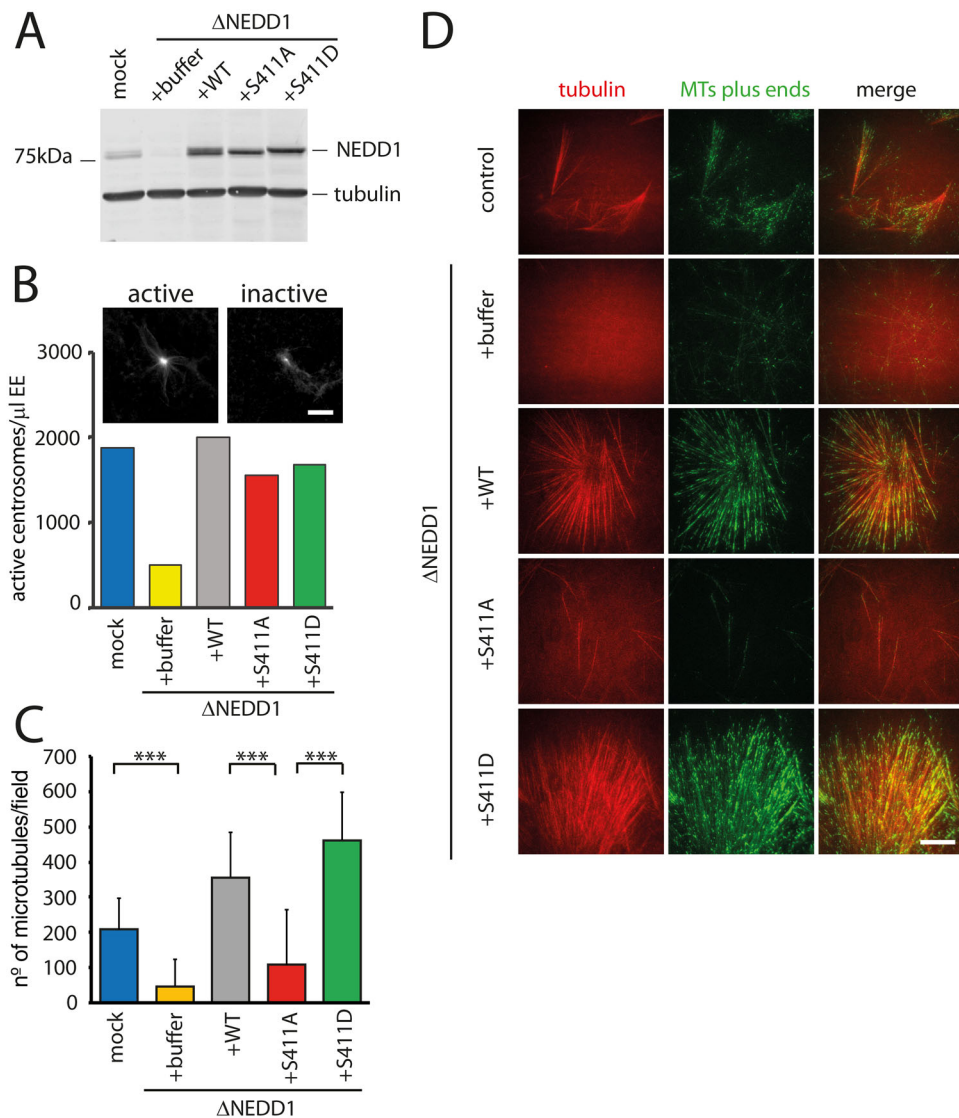 A
ΔNEDD1
mock
+buffer
+WT
+S411A
+S411D
75kDa
NEDD1
tubulin
B
active
inactive
active centrosomes/µl EE
3000
2000
1000
0
mock
+buffer
+WT
+S411A
+S411D
ΔNEDD1
C
nº of microtubules/field
700
600
500
400
300
200
100
0
***
***
***
mock
+buffer
+WT
+S411A
+S411D
ΔNEDD1
D
tubulin
MTs plus ends
merge
control
+buffer
+WT
+S411A
+S411D
ΔNEDD1